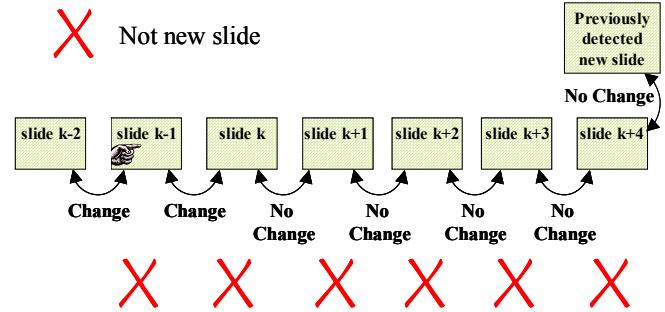 Not new slide
Previously
detected
new slide
No Change
slide k-2
slide k-1
slide k
slide k+1
slide k+2
slide k+3
slide k+4
Change
Change
No
Change
No
Change
No
Change
No
Change